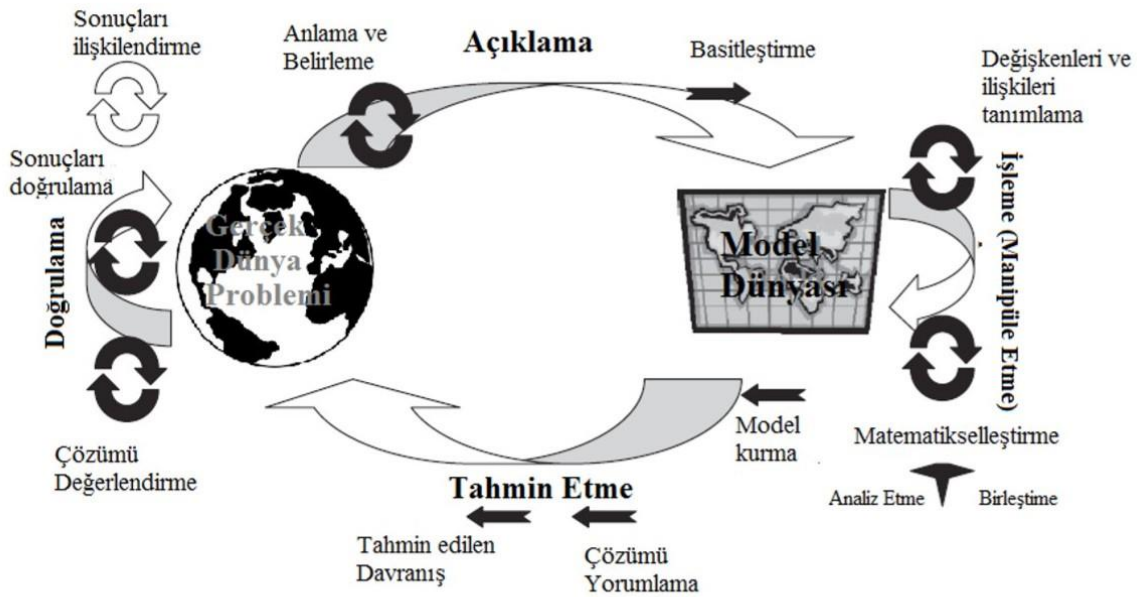 Sonuçları
ilişkilendirme
Anlama ve
Belirleme
Açıklama
Basitleştirme
Değişkenleri ve
ilişkileri
tanımlama
Sonuçları
doğrulama
Doğrulama
Gerçek
Dünya
Problemi
Model
Dünyası
İşleme (Manipüle Etme)
Çözümü
Değerlendirme
Model
kurma
Matematikselleştirme
Analiz Etme
Birleştime
Tahmin Etme
Tahmin edilen
Davranış
Çözümü
Yorumlama